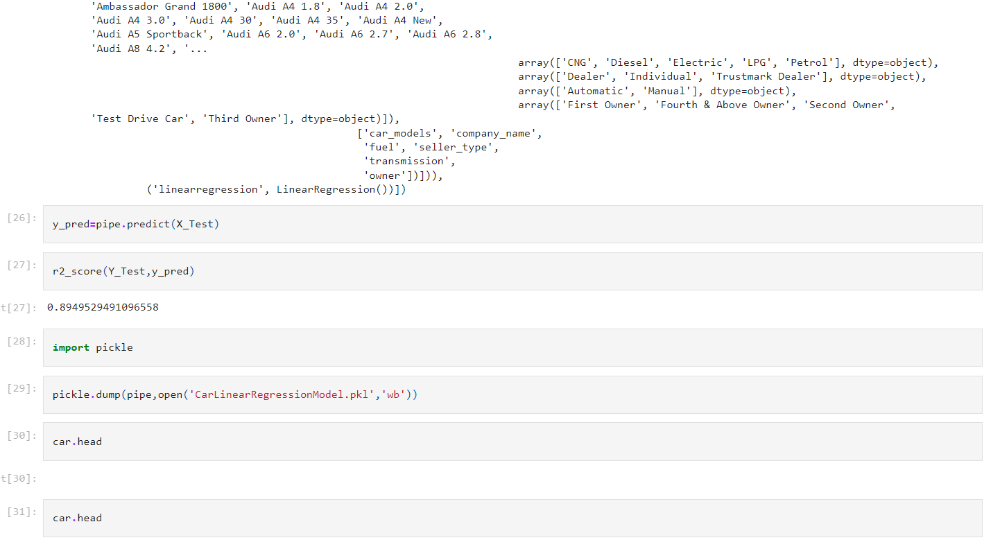 'Ambassador Grand 1800', 'Audi A4 1.8', 'Audi A4 2.0',
'Audi A4 3.0', 'Audi A4 30', 'Audi A4 35', 'Audi A4 New',
'Audi A5 Sportback', 'Audi A6 2.0', 'Audi A6 2.7', 'Audi A6 2.8',
'Audi A8 4.2', '...
array(['CNG', 'Diesel', 'Electric', 'LPG', 'Petrol'], dtype=object),
array(['Dealer', 'Individual', 'Trustmark Dealer'], dtype=object),
array(['Automatic', 'Manual'], dtype=object),
array(['First Owner', 'Fourth & Above Owner', 'Second Owner',
'Test Drive Car', 'Third Owner'], dtype=object)]),
['car_models', 'company_name',
'fuel', 'seller_type',
'transmission',
'owner'])])),
('linearregression', LinearRegression())])
[26]: y_pred=pipe.predict(X_Test)
[27]: r2_score(Y_Test,y_pred)
t[27]: 0.8949529491096558
[28]: import pickle
[29]: pickle.dump(pipe,open('CarLinearRegressionModel.pkl','wb'))
[30]: car.head
t[30]:
[31]: car.head